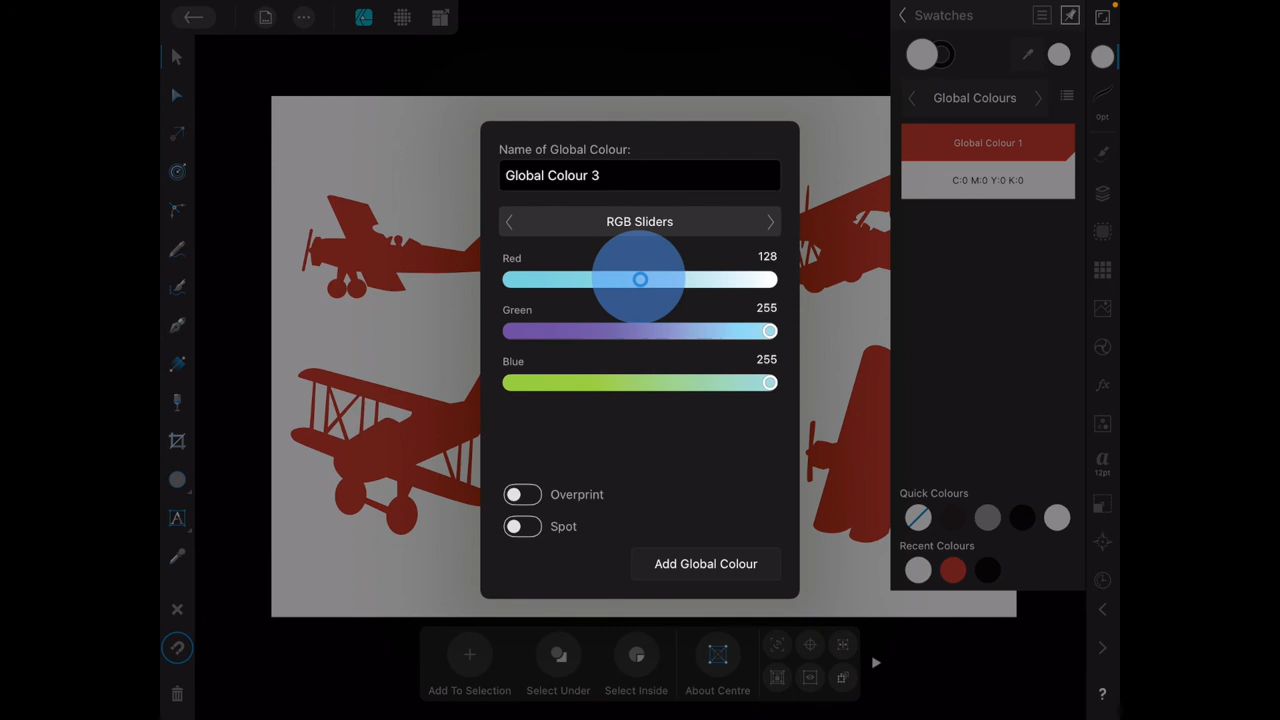 Swatches
Global Colours
Global Colour 1
C:0 M:0 Y:0 K:0
0pt
a
12pt
fx
Name of Global Colour:
Global Colour 3
RGB Sliders
Red 128
Green 255
Blue 255
Overprint
Spot
Add Global Colour
Quick Colours
Recent Colours
A
Add To Selection
Select Under
Select Inside
About Centre
?